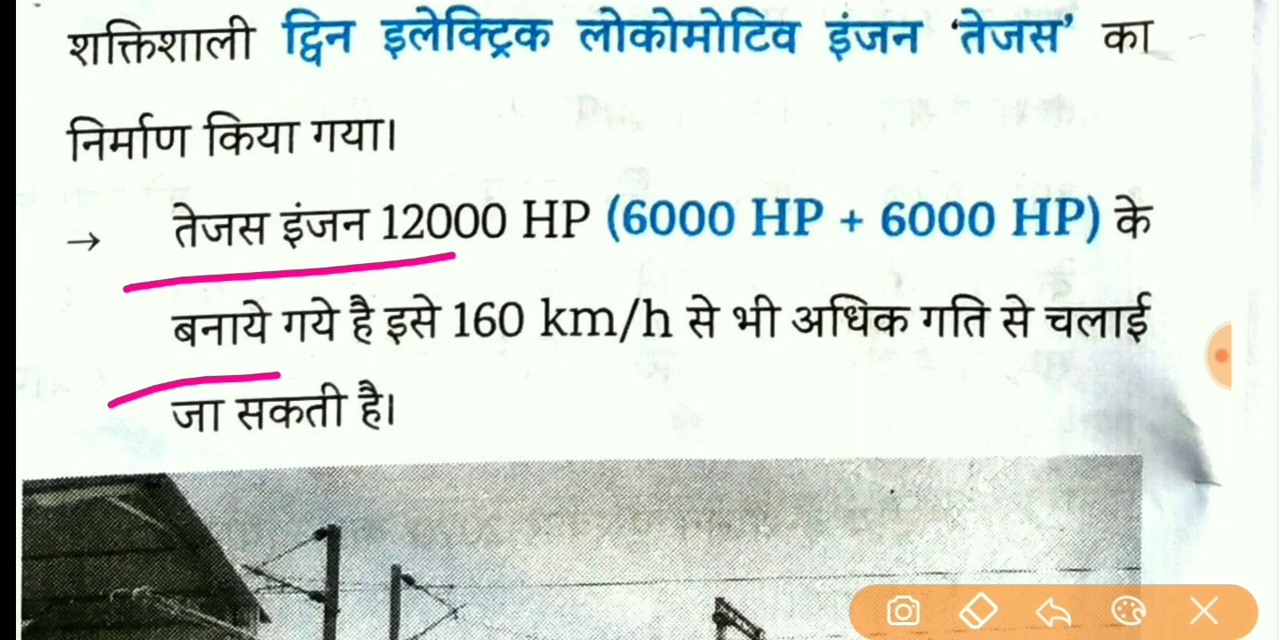 शक्तिशाली द्विन इलेक्ट्रिक लोकोमोटिव इंजन ‘तेजस’ का
निर्माण किया गया।
→ तेजस इंजन 12000 HP (6000 HP + 6000 HP) के
बनाये गये है इसे 160 km/h से भी अधिक गति से चलाई
जा सकती है।